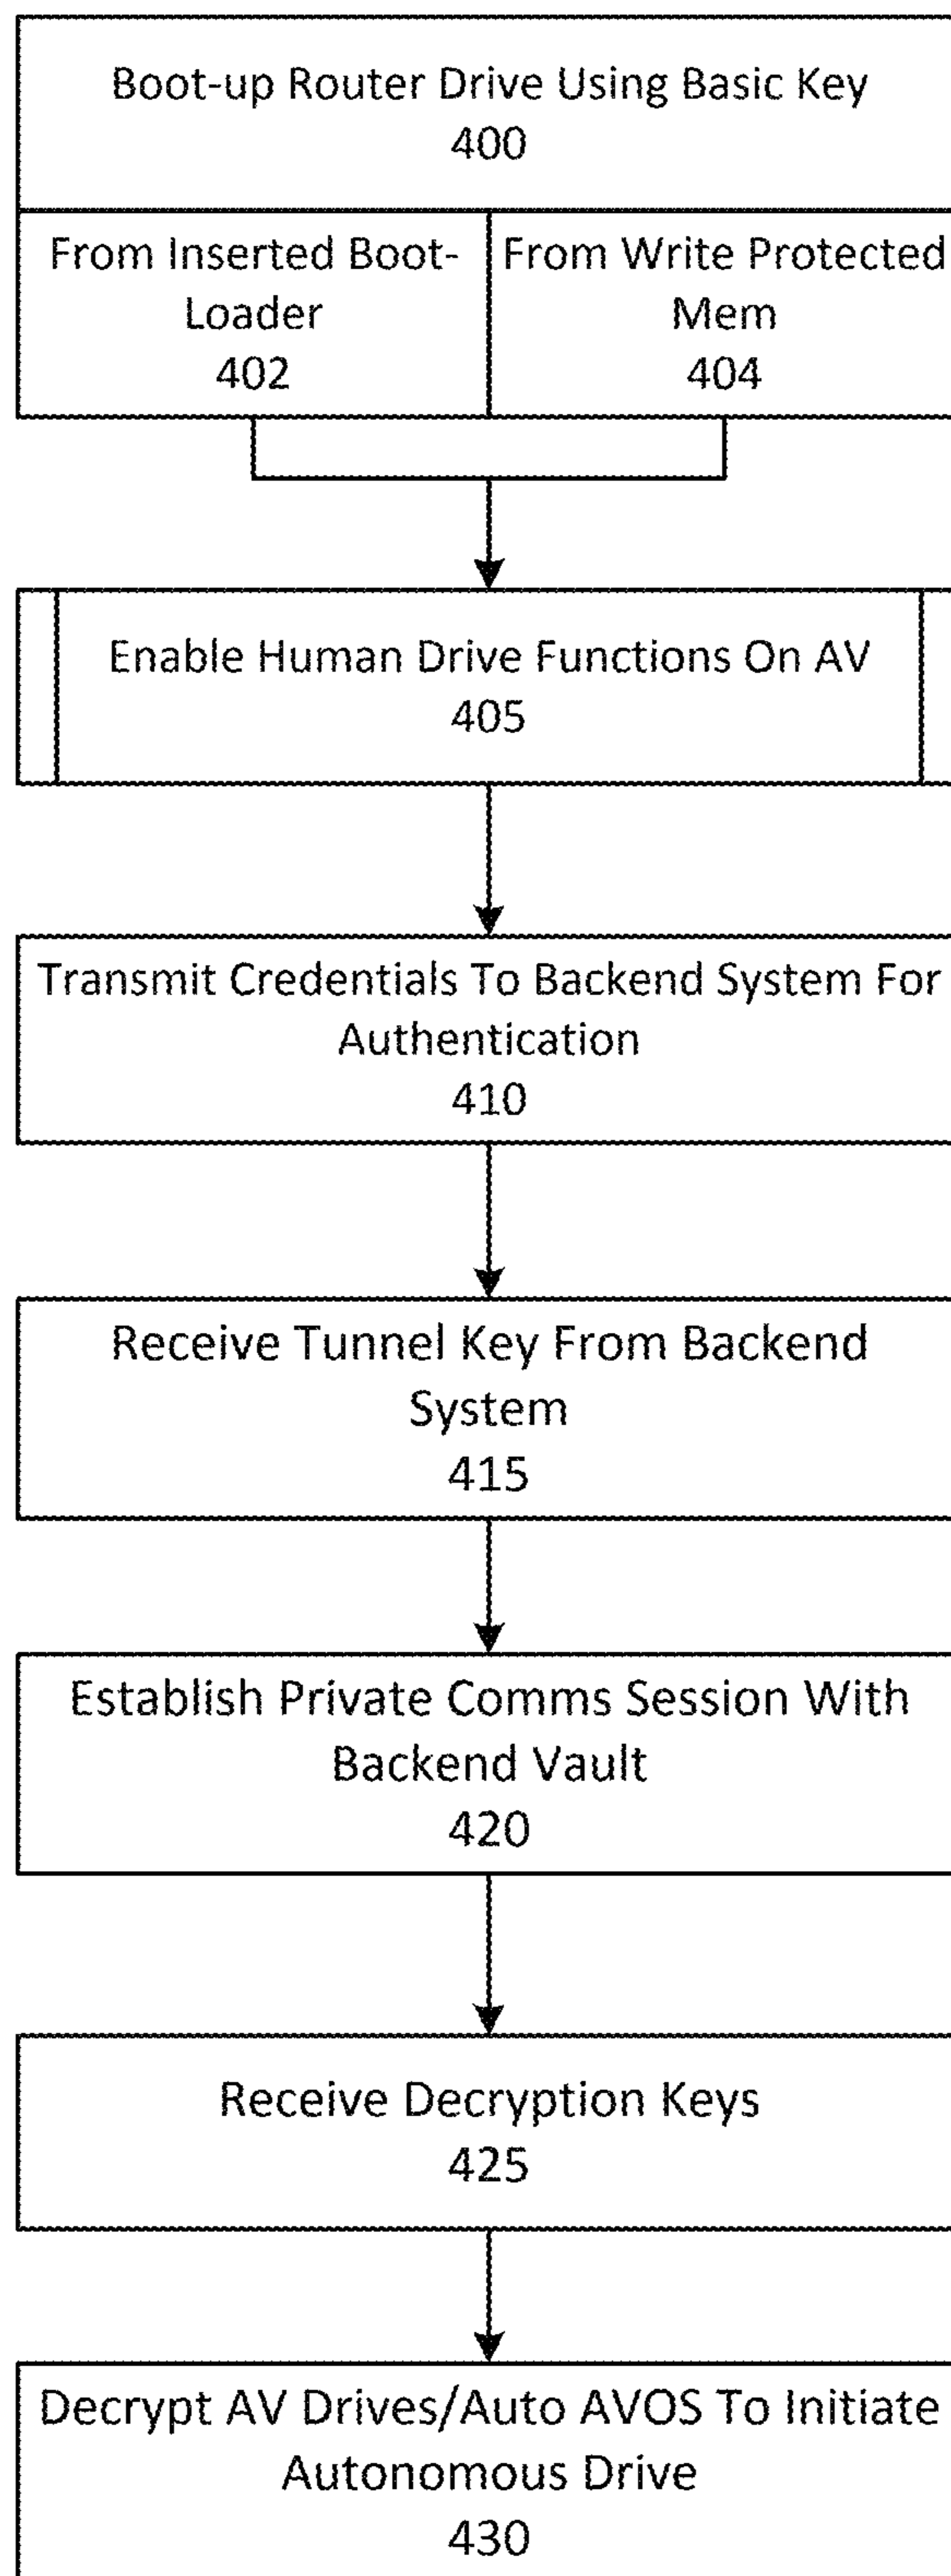 Boot-up Router Drive Using Basic Key
400
From Inserted Boot-
Loader
402
From Write Protected
Mem
404
Enable Human Drive Functions On AV
405
Transmit Credentials To Backend System For
Authentication
410
Receive Tunnel Key From Backend
System
415
Establish Private Comms Session With
Backend Vault
420
Receive Decryption Keys
425
Decrypt AV Drives/Auto AVOS To Initiate
Autonomous Drive
430